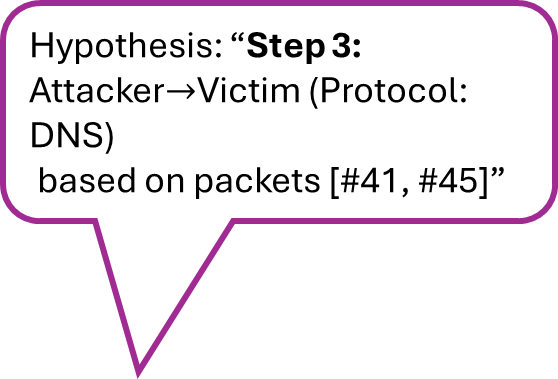 Hypothesis: “Step 3:
Attacker→Victim (Protocol:
DNS)
based on packets [#41, #45]”